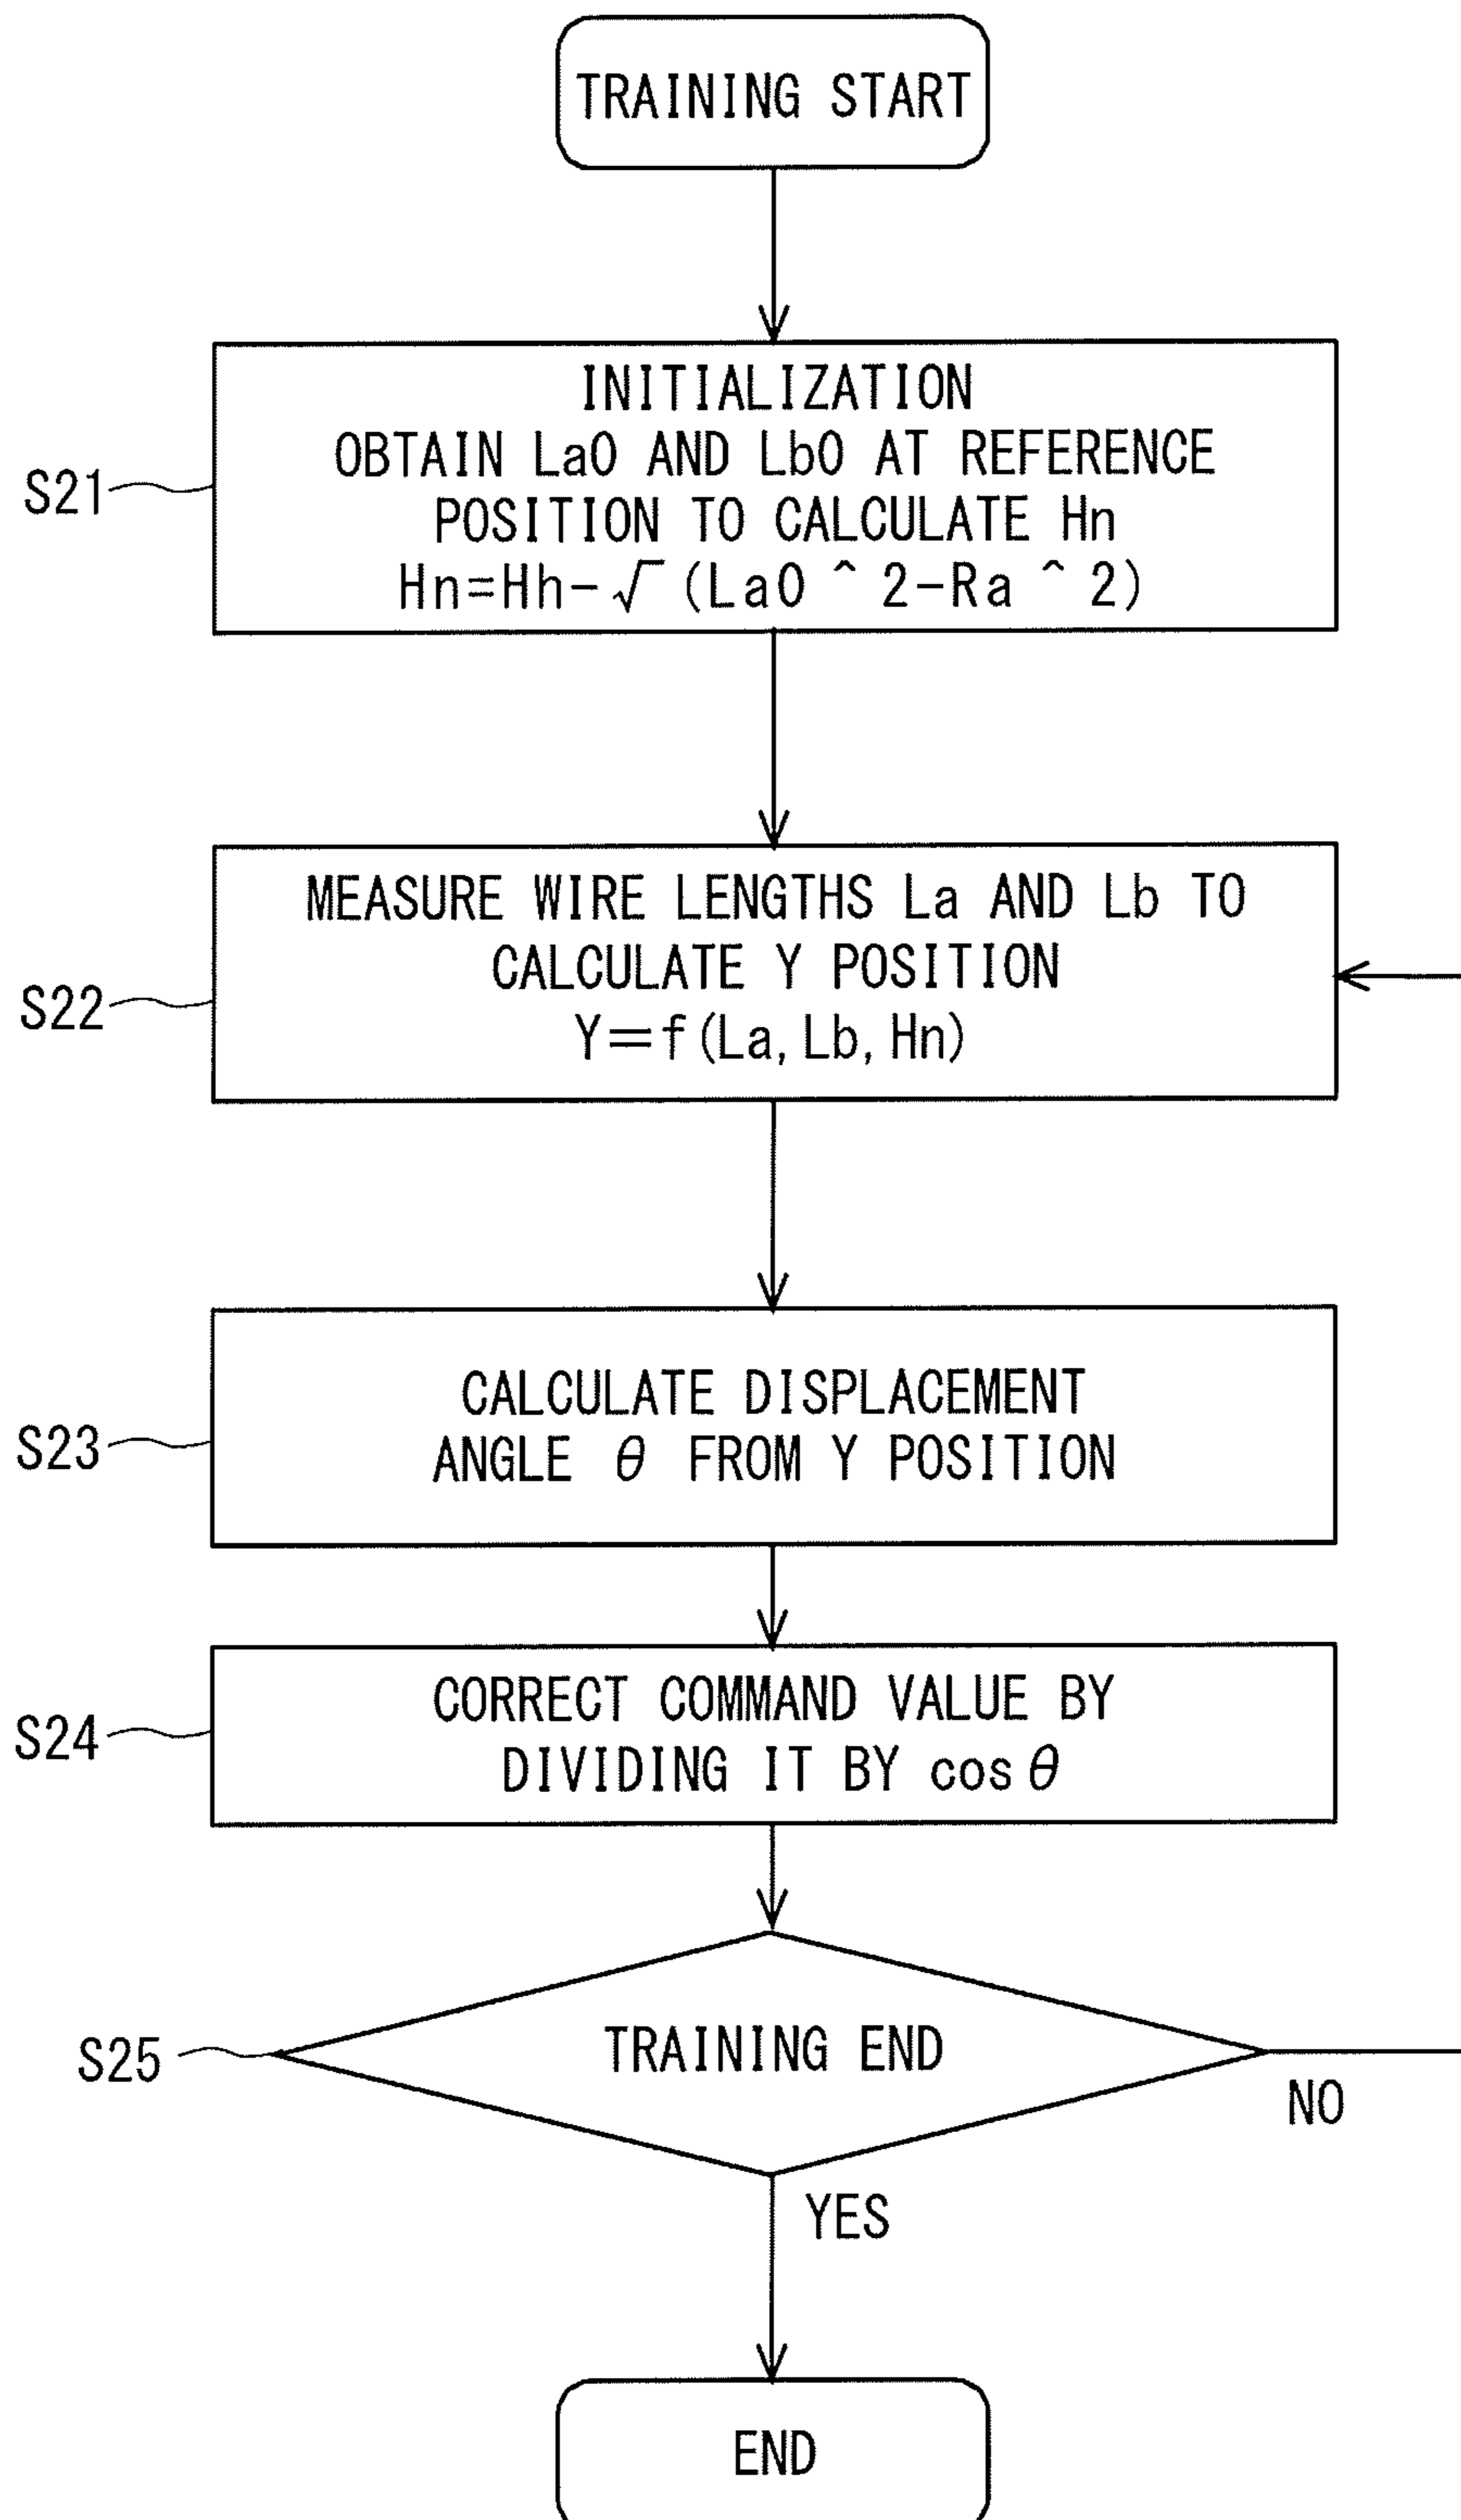 TRAINING START
INITIALIZATION
OBTAIN La0 AND Lb0 AT REFERENCE
POSITION TO CALCULATE Hn
Hn=Hh-√(La0^2-Ra^2)
S21
MEASURE WIRE LENGTHS La AND Lb TO
CALCULATE Y POSITION
Y=f(La,Lb,Hn)
S22
CALCULATE DISPLACEMENT
ANGLE θ FROM Y POSITION
S23
CORRECT COMMAND VALUE BY
DIVIDING IT BY cosθ
S24
TRAINING END
S25
NO
YES
END